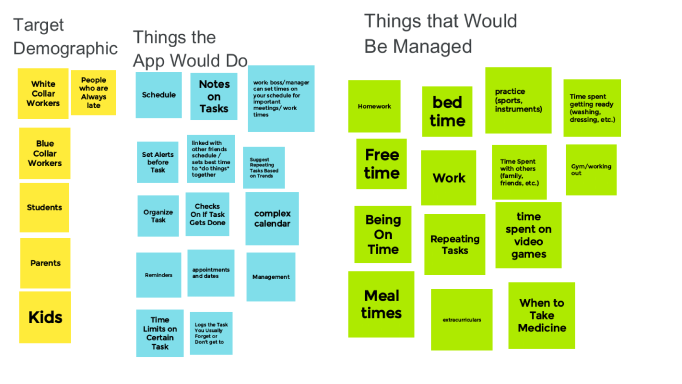 Target
Demographic
White
Collar
Workers
People
who are
Always
late
Blue
Collar
Workers
Students
Parents
Kids
Things the
App Would Do
Schedule
Notes
on
Tasks
work: boss/manager
can set times on
your schedule for
important
meetings/ work
times
Set Alerts
before
Task
linked with
other friends
schedule /
sets best time
to "do things"
together
Suggest
Repeating
Tasks Based
on Trends
Organize
Task
Checks
On if Task
Gets Done
complex
calendar
Reminders
appointments
and dates
Management
Time
Limits on
Certain
Task
Logs the Task
You Usually
Forget or
Don't get to
Things that Would
Be Managed
Homework
bed
time
practice
(sports,
instruments)
Time spent
getting ready
(washing,
dressing, etc.)
Free
time
Work
Time Spent
with others
(family,
friends, etc.)
Gym/working
out
Being
On
Time
Repeating
Tasks
time
spent on
video
games
Meal
times
extracurriculars
When to
Take
Medicine